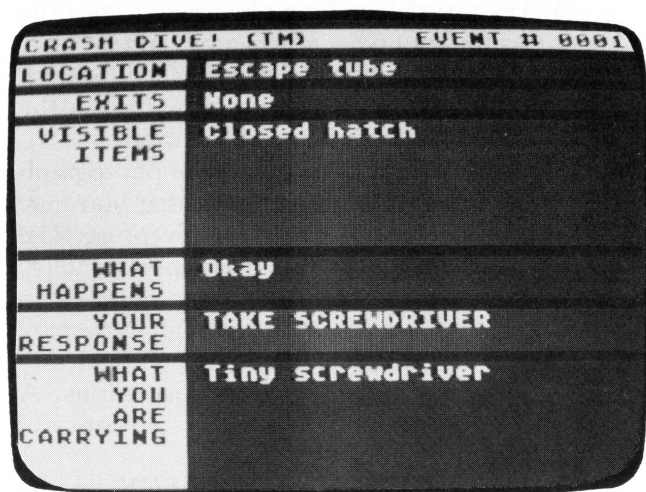 CRASH DIVE! (TM) EVENT # 0001
LOCATION Escape tube
EXITS None
VISIBLE Closed hatch
ITEMS
WHAT Okay
HAPPENS
YOUR TAKE SCREWDRIVER
RESPONSE
WHAT Tiny screwdriver
YOU
ARE
CARRYING